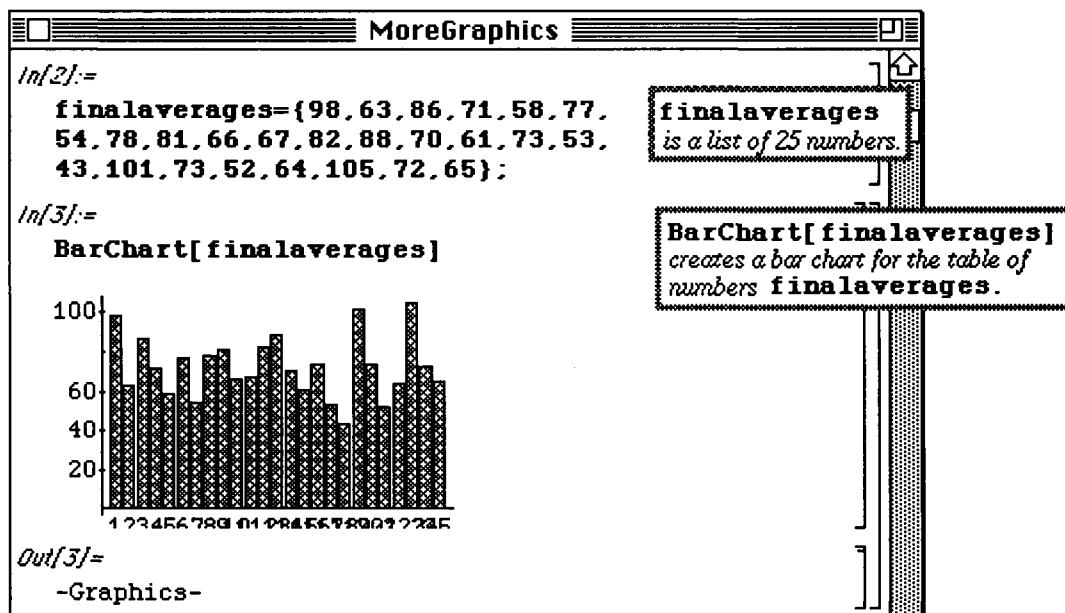 MoreGraphics
In[2]:=
finalaverages={98,63,86,71,58,77,
54,78,81,66,67,82,88,70,61,73,53,
43,101,73,52,64,105,72,65};
finalaverages
is a list of 25 numbers.
In[3]:=
BarChart[finalaverages]
BarChart[finalaverages]
creates a bar chart for the table of
numbers finalaverages.
100
60
40
20
Out[3]=
-Graphics-